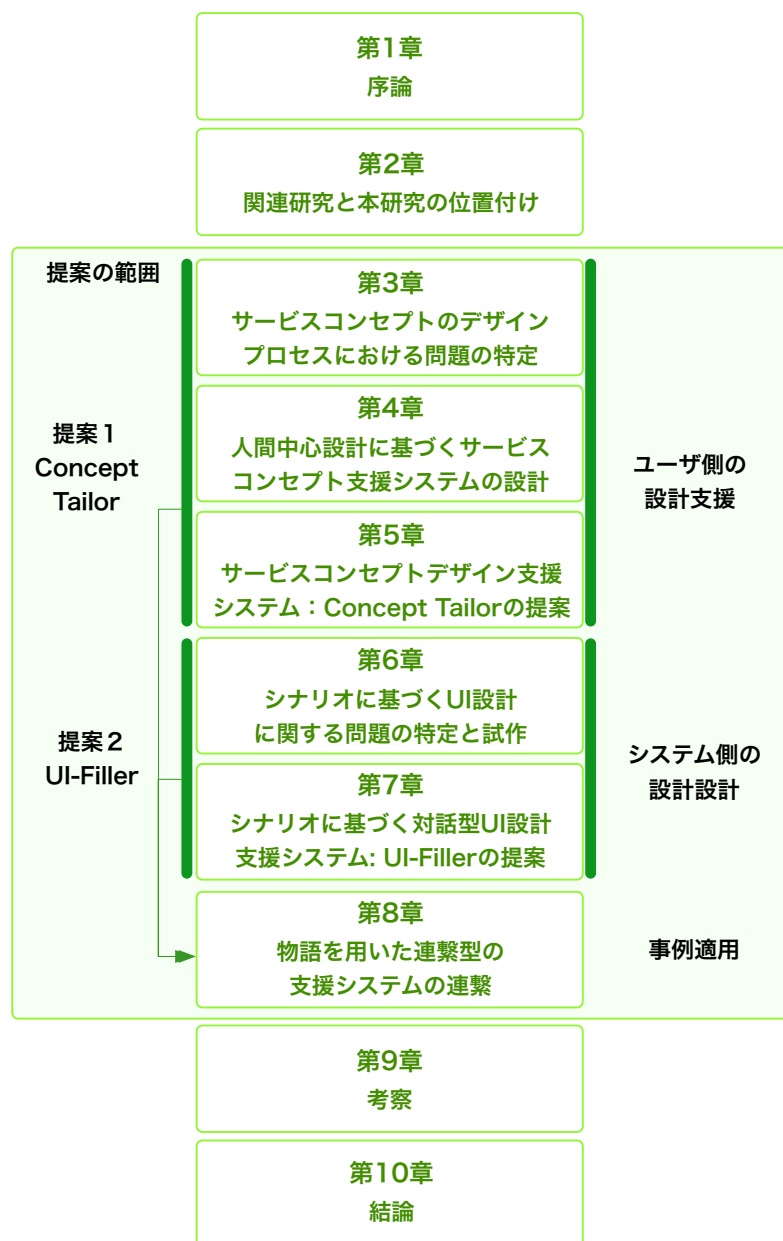 第1章
序論
第2章
関連研究と本研究の位置付け
提案の範囲
第3章
サービスコンセプトのデザイン
プロセスにおける問題の特定
提案１
Concept
Tailor
第4章
人間中心設計に基づくサービス
コンセプト支援システムの設計
ユーザ側の
設計支援
第5章
サービスコンセプトデザイン支援
システム：Concept Tailorの提案
第6章
シナリオに基づくUI設計
に関する問題の特定と試作
提案２
UI-Filler
システム側の
設計設計
第7章
シナリオに基づく対話型UI設計
支援システム: UI-Fillerの提案
第8章
物語を用いた連繋型の
支援システムの連繋
事例適用
第9章
考察
第10章
結論